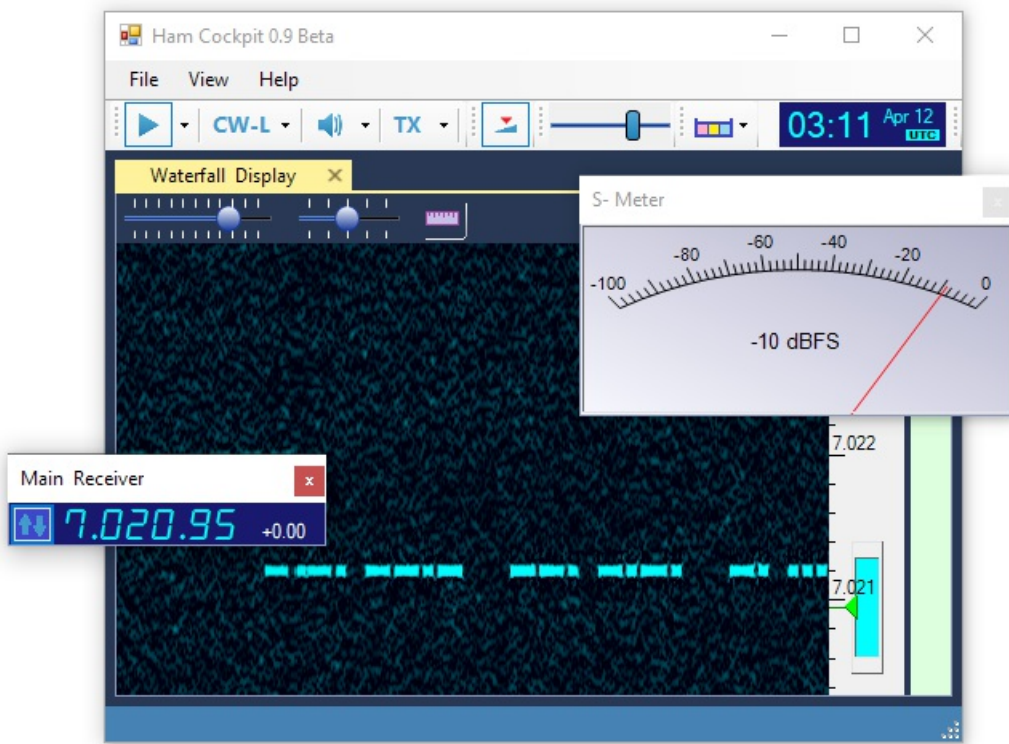 Ham Cockpit 0.9 Beta
File View Help
CW-L TX 03:11 Apr 12 UTC
Waterfall Display
S- Meter
-100 -80 -60 -40 -20 0
-10 dBFS
7.022
Main Receiver x
7.020.95 +0.00
7.021